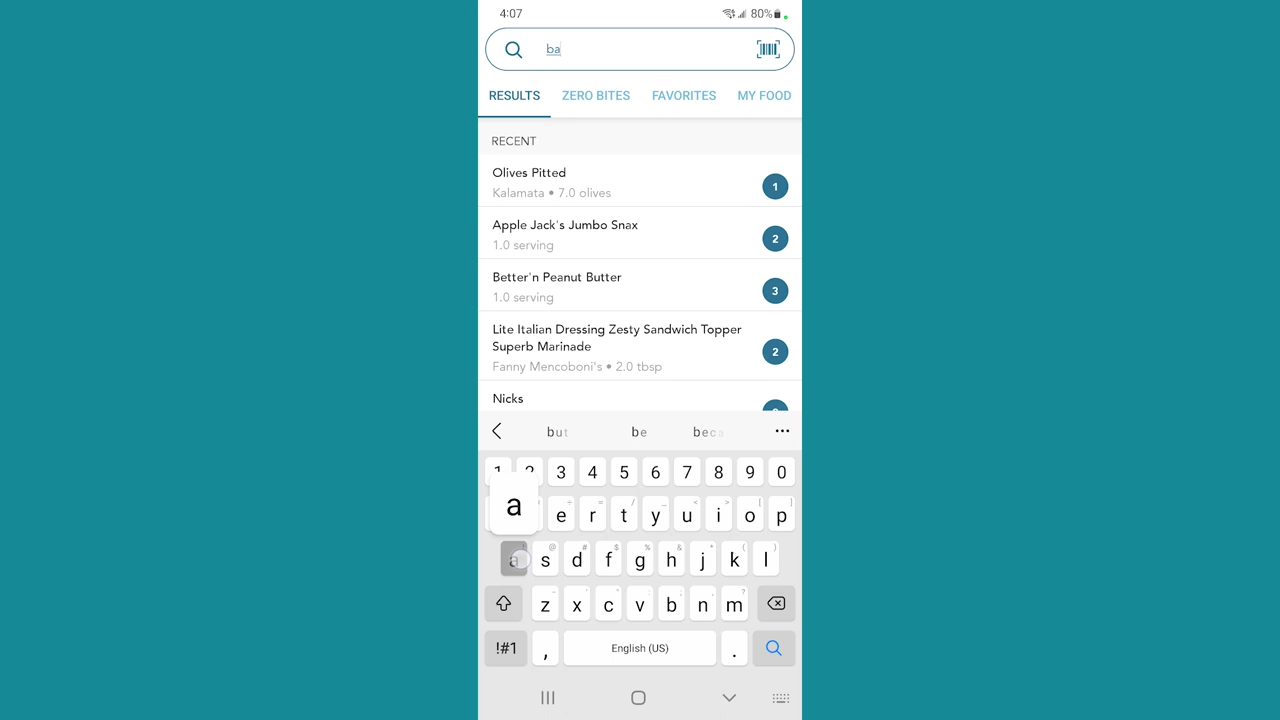 4:07 80%
ba
RESULTS ZERO BITES FAVORITES MY FOOD
RECENT
Olives Pitted
Kalamata • 7.0 olives
1
Apple Jack's Jumbo Snax
1.0 serving
2
Better'n Peanut Butter
1.0 serving
3
Lite Italian Dressing Zesty Sandwich Topper
Superb Marinade
Fanny Mencoboni's • 2.0 tbsp
2
Nicks
but be beca
1 2 3 4 5 6 7 8 9 0
a
e r t y u i o p
a s d f g h j k l
z x c v b n m
!#1 , English (US) .